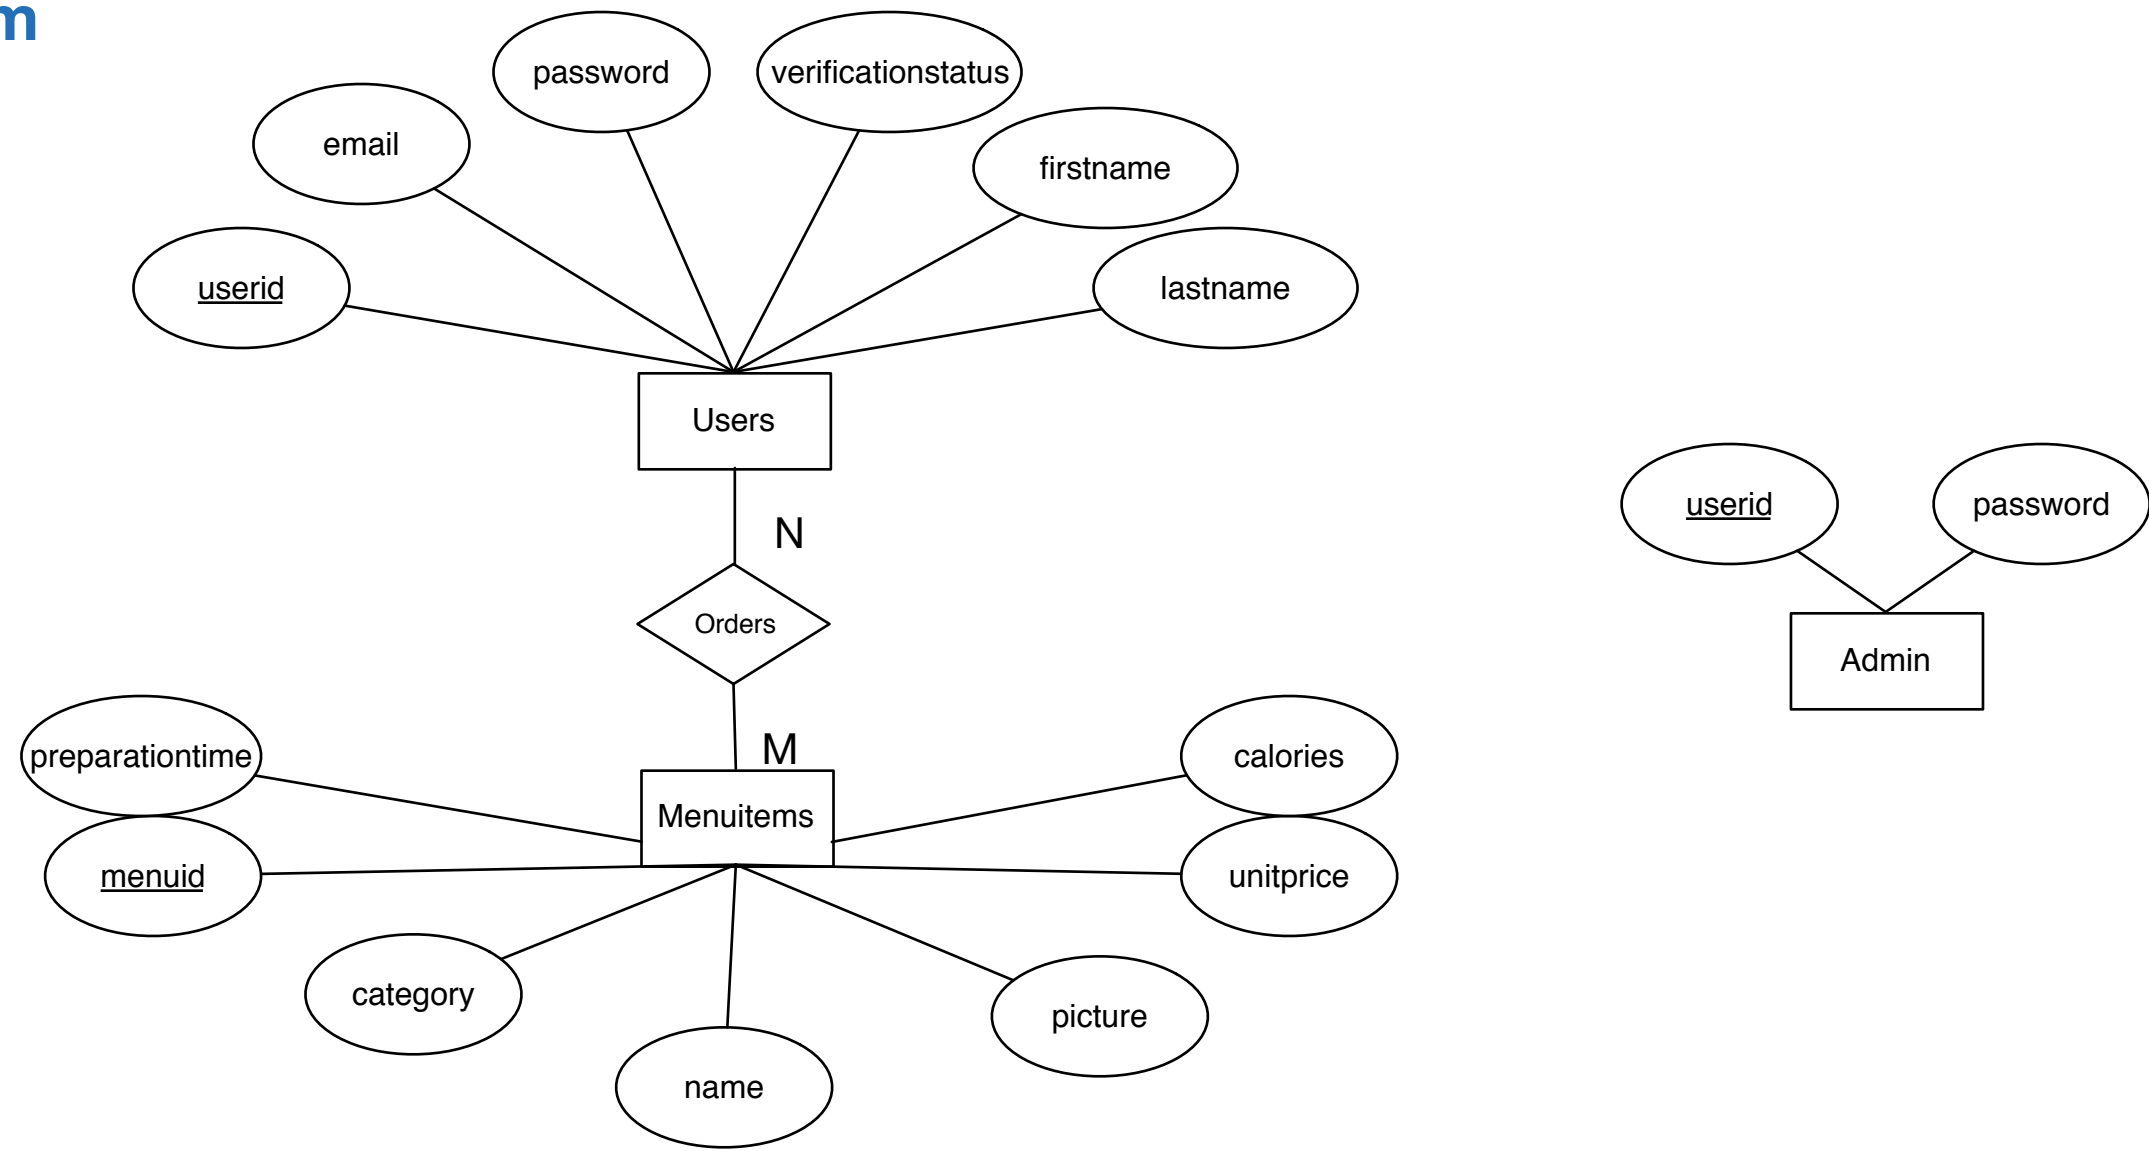 m
password
verificationstatus
email
firstname
userid
lastname
Users
userid
password
N
Orders
Admin
M
preparationtime
calories
Menuitems
menuid
unitprice
category
picture
name